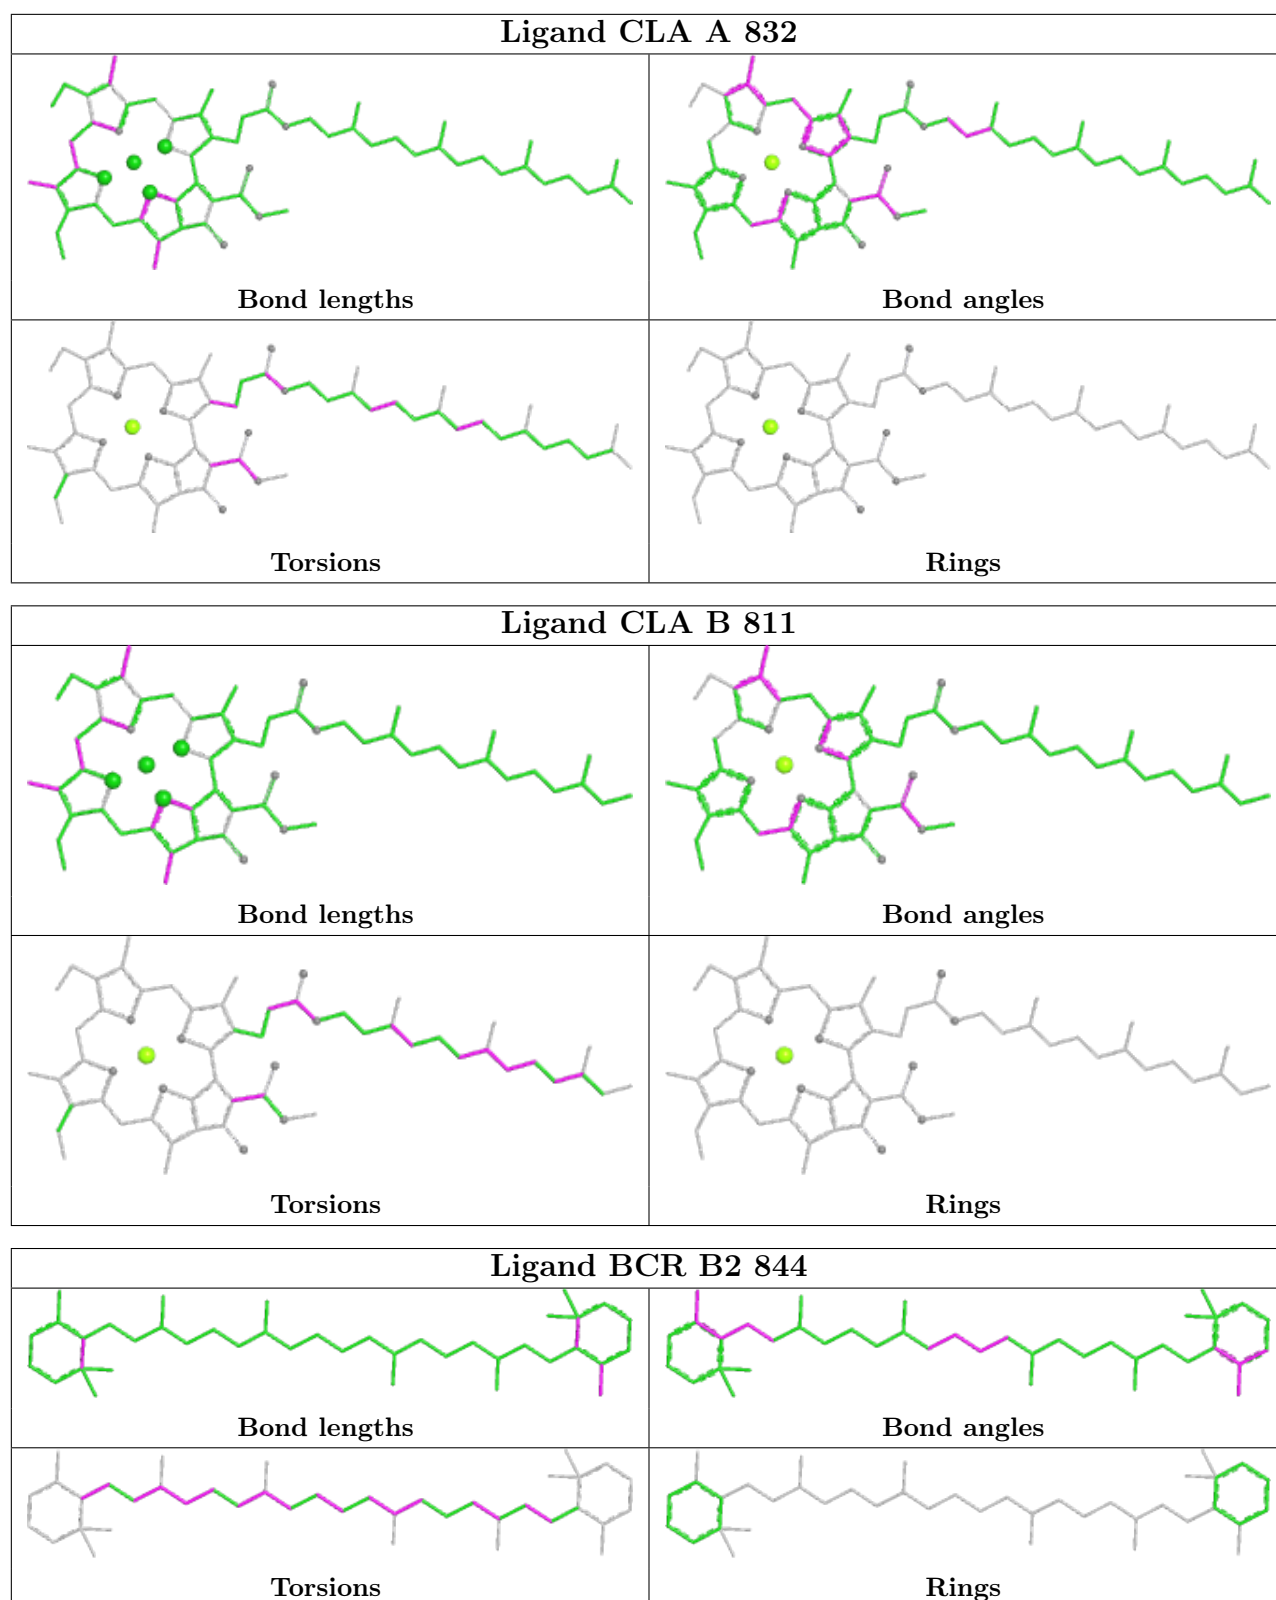 Ligand CLA A 832
Bond lengths
Bond angles
Torsions
Rings
Ligand CLA B 811
Bond lengths
Bond angles
Torsions
Rings
Ligand BCR B2 844
Bond lengths
Bond angles
Torsions
Rings